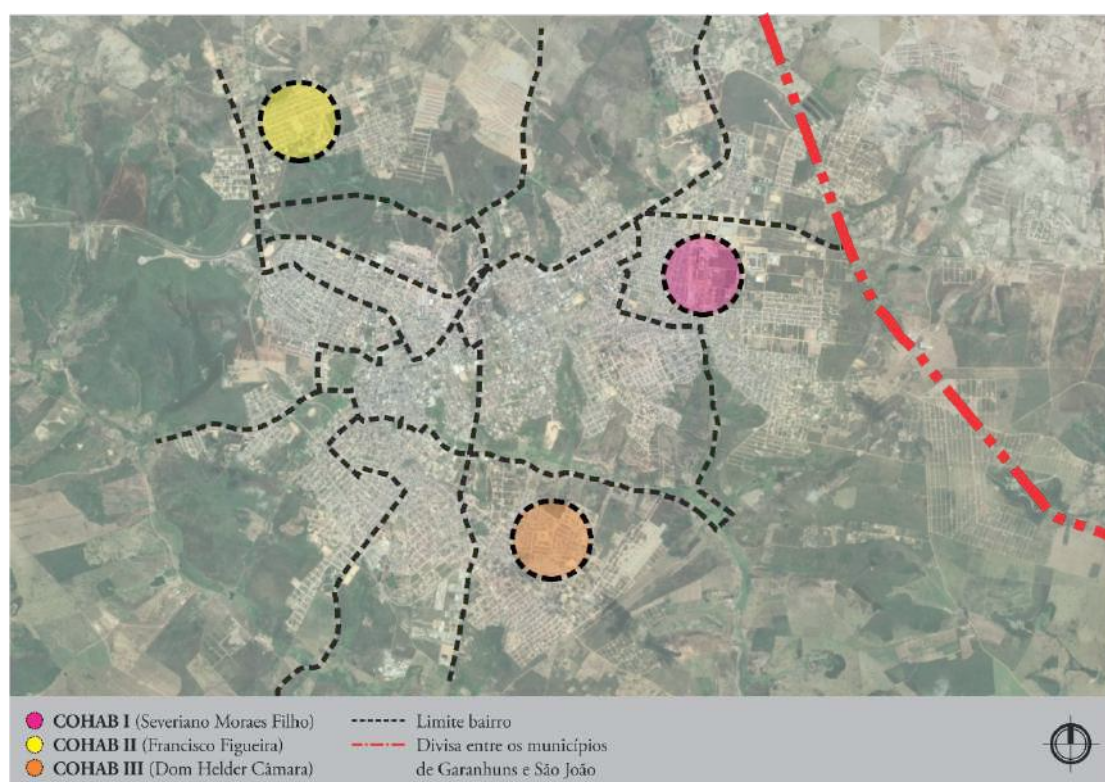 COHAB I (Severiano Moraes Filho)
COHAB II (Francisco Figueira)
COHAB III (Dom Helder Câmara)
Limite bairro
Divisa entre os municípios
de Garanhuns e São João